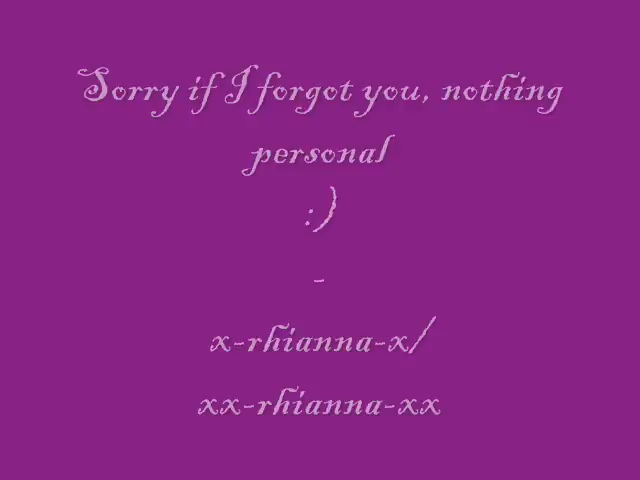 Sorry if I forgot you, nothing
personal
:)
-
x-rhianna-x/
xx-rhianna-xx